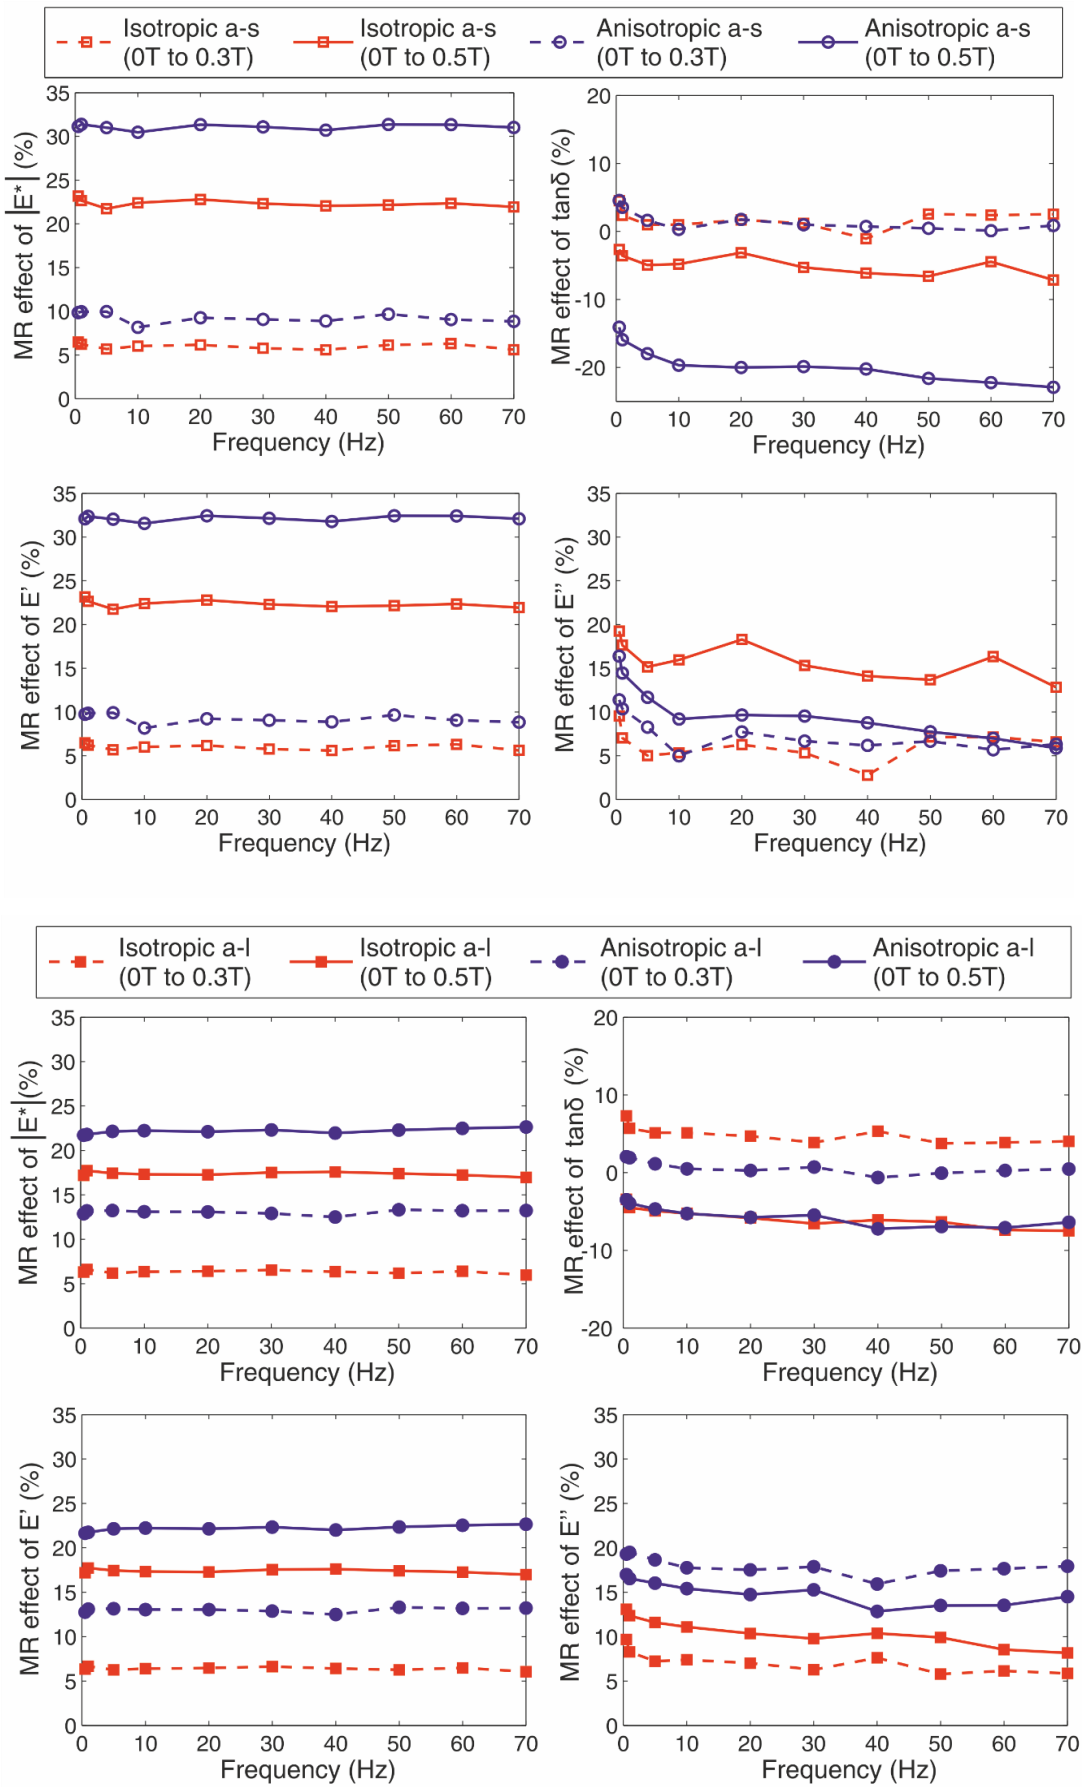 Isotropic a-s
(0T to 0.3T)
Isotropic a-s
(0T to 0.5T)
Anisotropic a-s
(0T to 0.3T)
Anisotropic a-s
(0T to 0.5T)
MR effect of |E*| (%)
35
30
25
20
15
10
5
0
0 10 20 30 40 50 60 70
Frequency (Hz)
MR effect of tanδ (%)
20
10
0
-10
-20
0 10 20 30 40 50 60 70
Frequency (Hz)
MR effect of E' (%)
35
30
25
20
15
10
5
0
0 10 20 30 40 50 60 70
Frequency (Hz)
MR effect of E" (%)
35
30
25
20
15
10
5
0
0 10 20 30 40 50 60 70
Frequency (Hz)
Isotropic a-l
(0T to 0.3T)
Isotropic a-l
(0T to 0.5T)
Anisotropic a-l
(0T to 0.3T)
Anisotropic a-l
(0T to 0.5T)
MR effect of |E*|(%)
35
30
25
20
15
10
5
0
0 10 20 30 40 50 60 70
Frequency (Hz)
MR effect of tanδ (%)
20
10
0
-10
-20
0 10 20 30 40 50 60 70
Frequency (Hz)
MR effect of E' (%)
35
30
25
20
15
10
5
0
0 10 20 30 40 50 60 70
Frequency (Hz)
MR effect of E" (%)
35
30
25
20
15
10
5
0
0 10 20 30 40 50 60 70
Frequency (Hz)